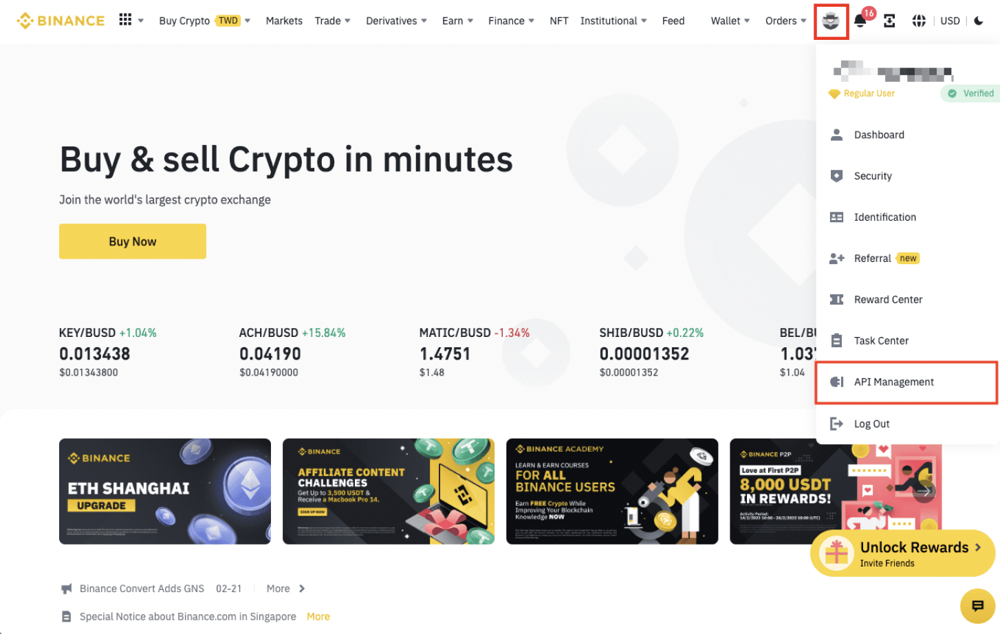 BINANCE
Buy Crypto TWD
Markets
Trade
Derivatives
Earn
Finance
NFT
Institutional
Feed
Wallet
Orders
16
USD
Regular User
Verified
Dashboard
Security
Identification
Referral new
Reward Center
Task Center
API Management
Log Out
Buy & sell Crypto in minutes
Join the world's largest crypto exchange
Buy Now
KEY/BUSD +1.04%
0.013438
$0.01343800
ACH/BUSD +15.84%
0.04190
$0.04190000
MATIC/BUSD -1.34%
1.4751
$1.48
SHIB/BUSD +0.22%
0.00001352
$0.00001352
BEL/BU
1.03
$1.04
BINANCE
ETH SHANGHAI
UPGRADE
BINANCE
AFFILIATE CONTENT
CHALLENGES
Get Up to 3,500 USDT &
Receive a Macbook Pro 14.
SIGN UP NOW
BINANCE ACADEMY
LEARN & EARN COURSES
FOR ALL
BINANCE USERS
Earn FREE Crypto While
Improving Your Blockchain
Knowledge NOW
BINANCE P2P
Love at First P2P
8,000 USDT
IN REWARDS!
Activity Period:
14/2/2023 10:00 - 28/2/2023 10:00 (UTC)
Unlock Rewards
Invite Friends
Binance Convert Adds GNS 02-21 More
Special Notice about Binance.com in Singapore More